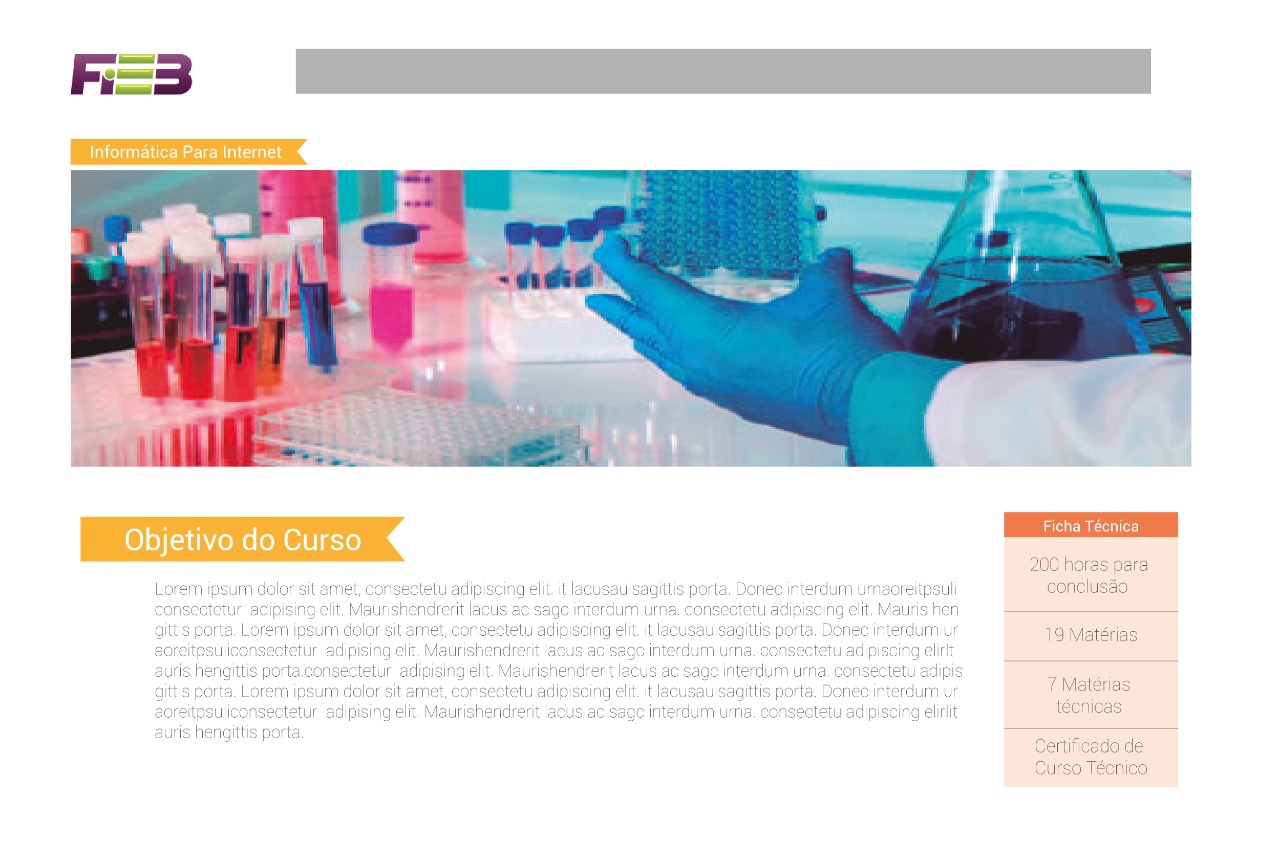 FiEB
Informática Para Internet
Objetivo do Curso
Lorem ipsum dolor sit amet, consectetu adipiscing elit. it lacusau sagittis porta. Donec interdum urnaoreitpsuli
consectetur acipising elit. Maurishendrerit lacus ac sagc interdum urna. consectetu adipiscing elit. Mauris hen
gittis porta. Lorem ipsum dolor sit amet, consectetu adipiscing elit. it lacusauisagittis porta. Donec interdum ur
aoreitpsuliconsectetur adipising elit. Maurishendrerit lacus ac sagc interdum urna. consectetu adipiscing elirlt
auris hengittis porta.consectetur adipising elit. Maurishendrerit lacus ac sagc interdum urna. consectetu adipis
gittis porta. Lorem ipsum dolor sit amet, consectetu adipiscing elit. it lacusauisagittis porta. Donec interdum ur
aoreitpsuliconsectetur adipising elit. Maurishendrerit lacus ac sagc interdum urna. consectetu adipiscing elirlit
auris hengittis porta.
Ficha Técnica
200 horas para
conclusão
19 Matérias
7 Matérias
técnicas
Certificado de
Curso Técnico